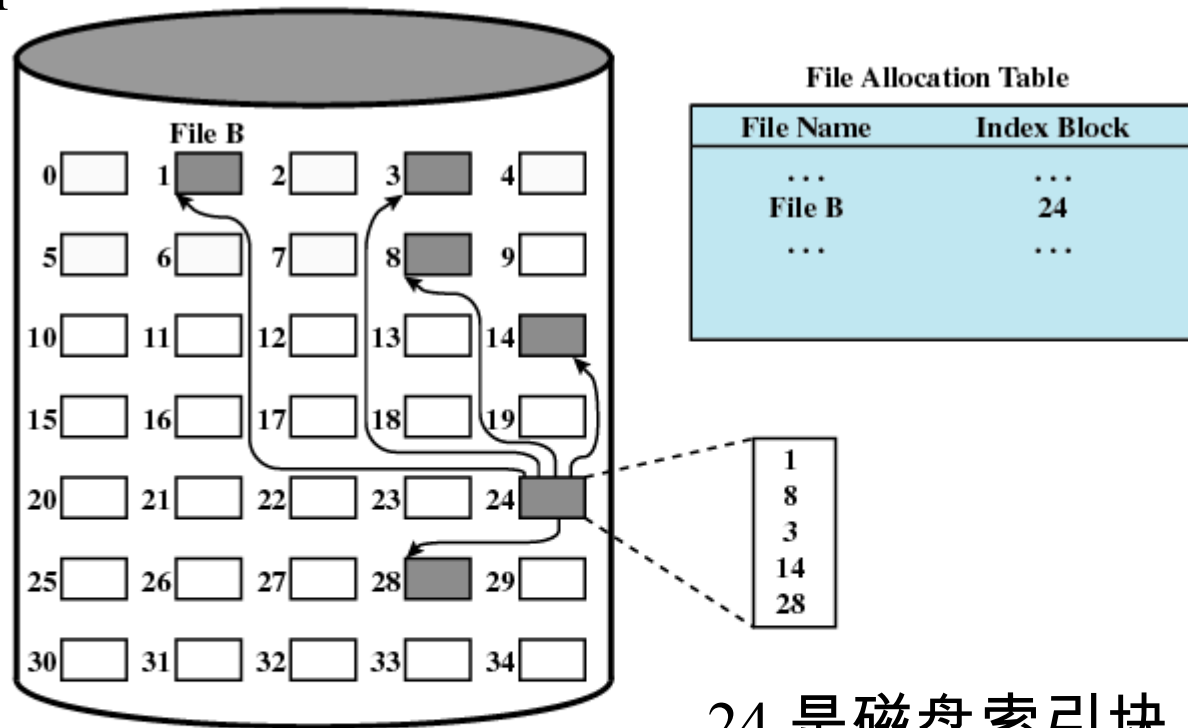 File B
0 1 2 3 4
5 6 7 8 9
10 11 12 13 14
15 16 17 18 19
20 21 22 23 24
25 26 27 28 29
30 31 32 33 34
File Allocation Table
File Name Index Block
... ...
File B 24
... ...
1
8
3
14
28
24 是磁盘索引块